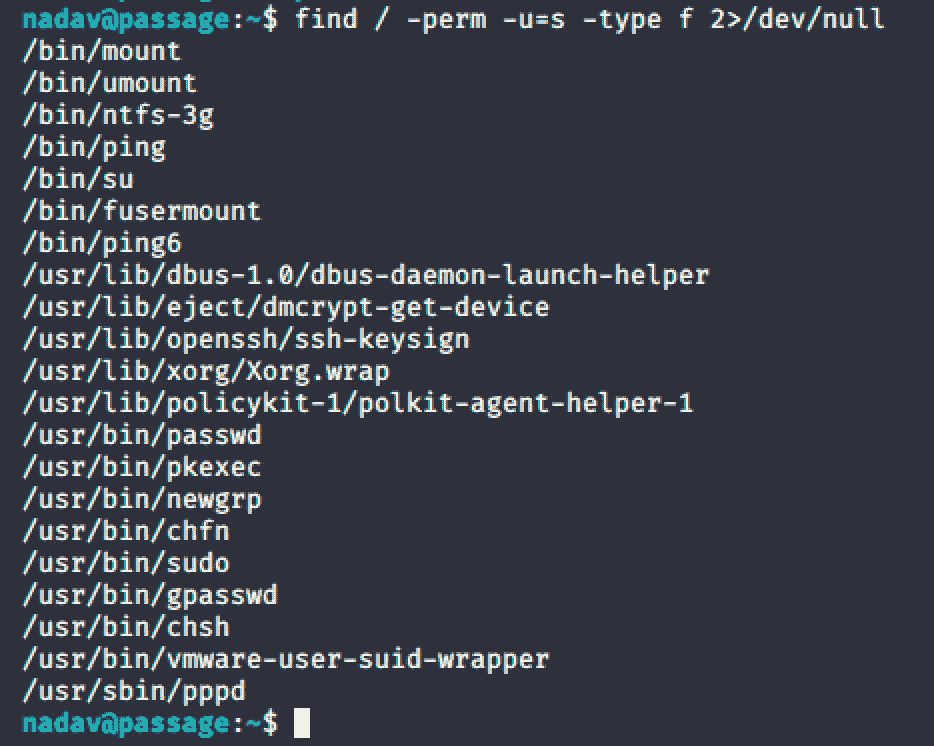 nadav@passage:~$ find / -perm -u=s -type f 2>/dev/null
/bin/mount
/bin/umount
/bin/ntfs-3g
/bin/ping
/bin/su
/bin/fusermount
/bin/ping6
/usr/lib/dbus-1.0/dbus-daemon-launch-helper
/usr/lib/eject/dmcrypt-get-device
/usr/lib/openssh/ssh-keysign
/usr/lib/xorg/Xorg.wrap
/usr/lib/policykit-1/polkit-agent-helper-1
/usr/bin/passwd
/usr/bin/pkexec
/usr/bin/newgrp
/usr/bin/chfn
/usr/bin/sudo
/usr/bin/gpasswd
/usr/bin/chsh
/usr/bin/vmware-user-suid-wrapper
/usr/sbin/pppd
nadav@passage:~$